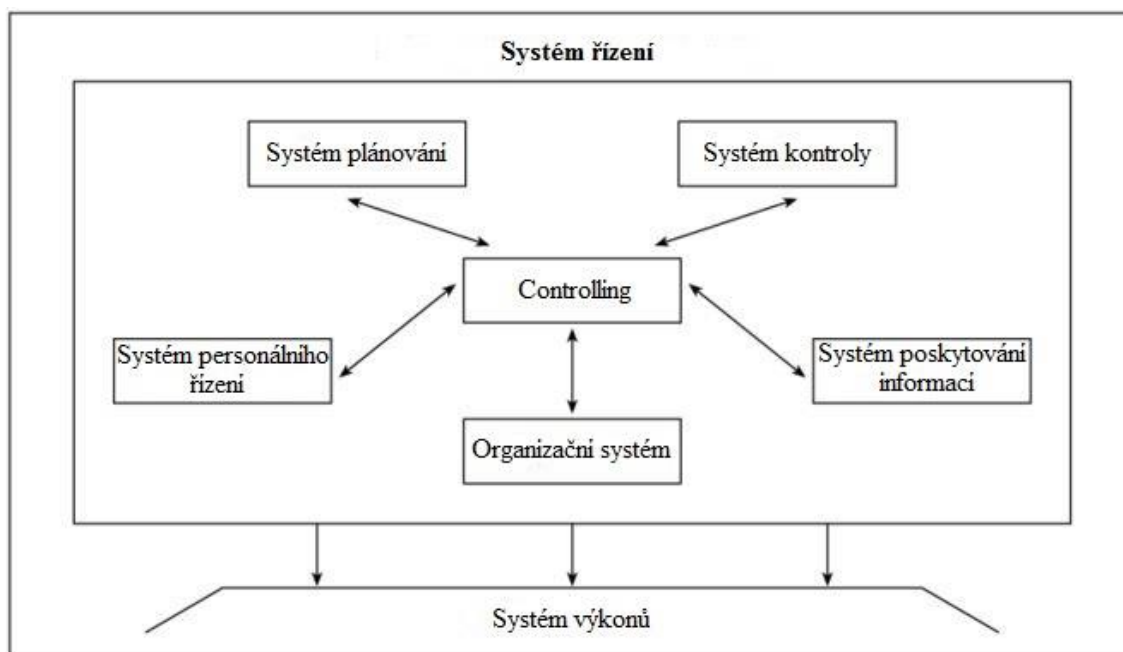 Systém řízení
Systém plánování
Systém kontroly
Controlling
Systém personálního
řízení
Systém poskytování
informací
Organizační systém
Systém výkonů